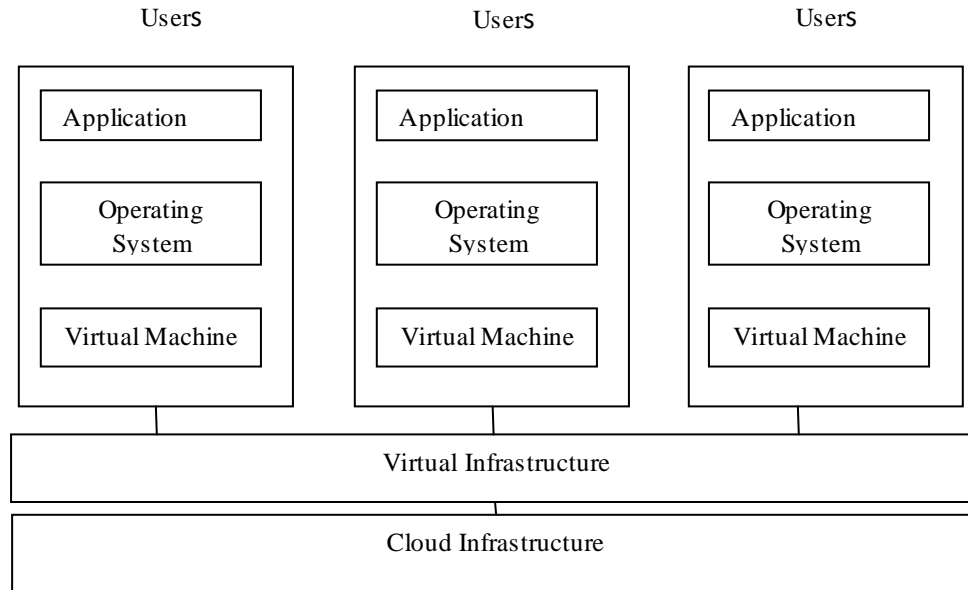 Users
Users
Users
Application
Operating
System
Virtual Machine
Application
Operating
System
Virtual Machine
Application
Operating
System
Virtual Machine
Virtual Infrastructure
Cloud Infrastructure